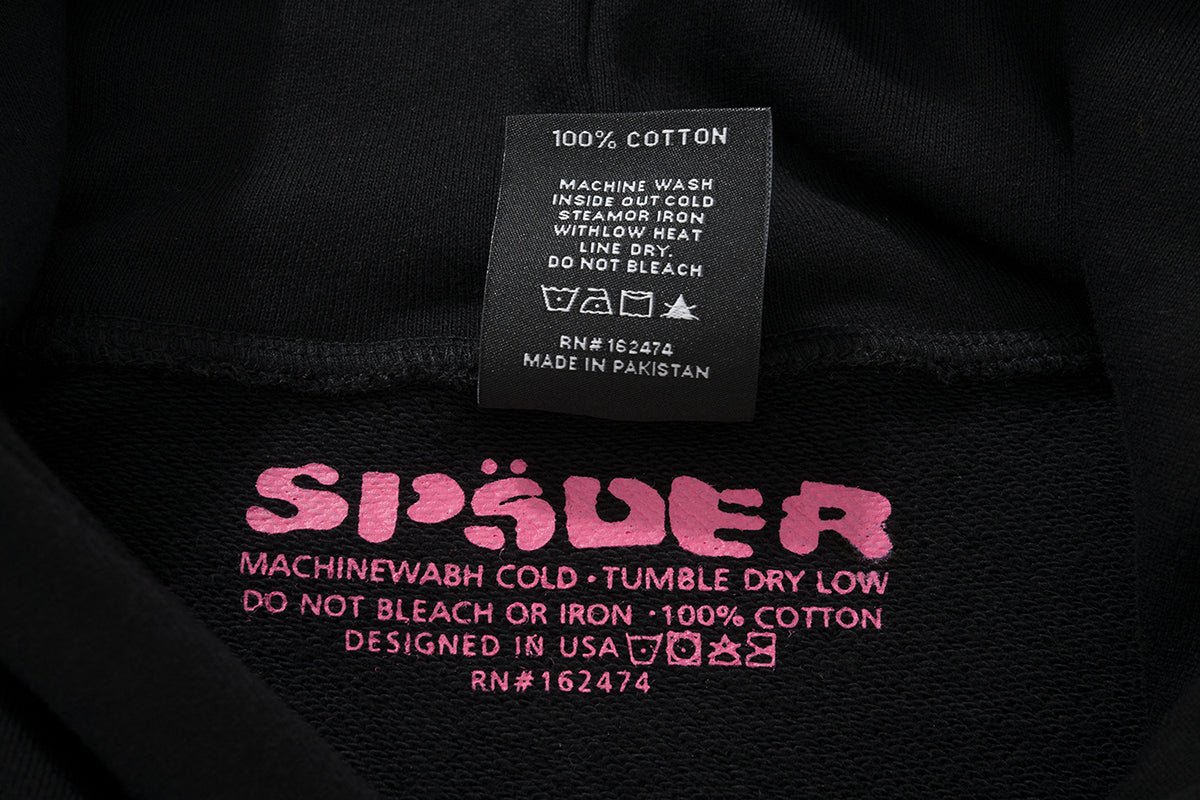 100% COTTON
MACHINE WASH
INSIDE OUT COLD
STEAMOR IRON
WITHLOW HEAT
LINE DRY.
DO NOT BLEACH
RN#162474
MADE IN PAKISTAN
SPÄDER
MACHINEWABH COLD · TUMBLE DRY LOW
DO NOT BLEACH OR IRON · 100% COTTON
DESIGNED IN USA
RN#162474